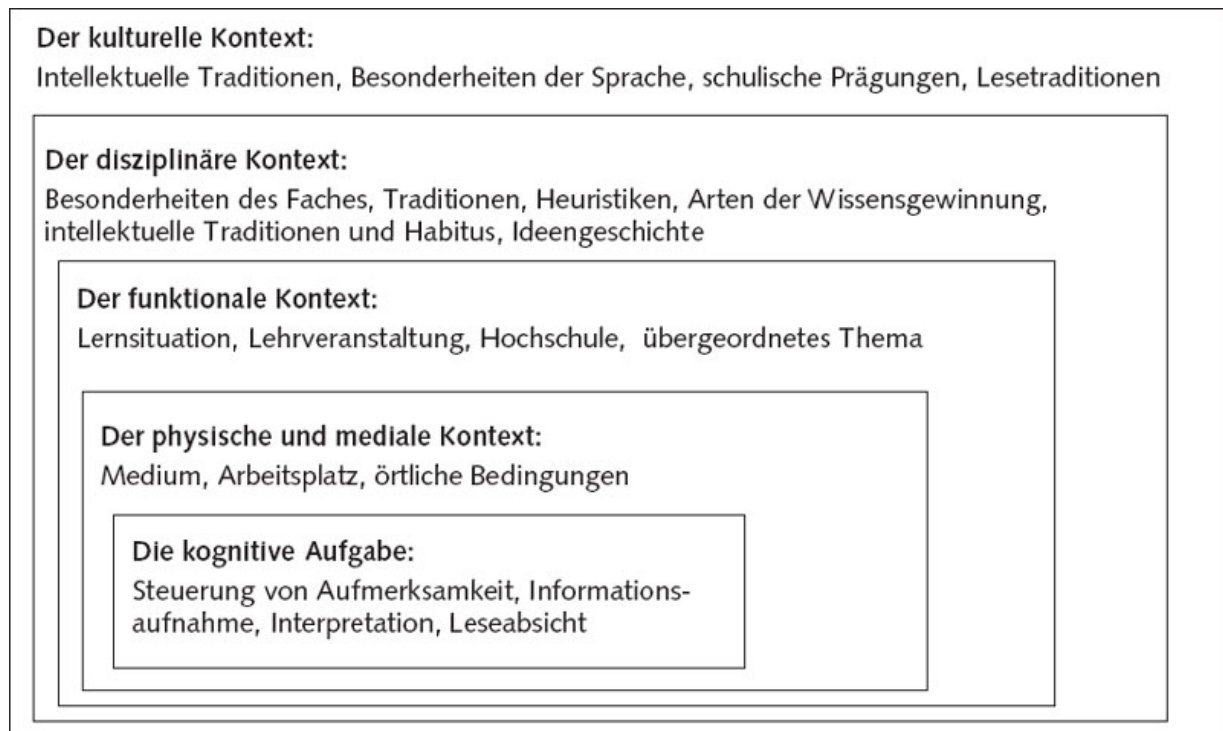 Der kulturelle Kontext:
Intellektuelle Traditionen, Besonderheiten der Sprache, schulische Prägungen, Lesetraditionen
Der disziplinäre Kontext:
Besonderheiten des Faches, Traditionen, Heuristiken, Arten der Wissensgewinnung,
intellektuelle Traditionen und Habitus, Ideengeschichte
Der funktionale Kontext:
Lernsituation, Lehrveranstaltung, Hochschule, übergeordnetes Thema
Der physische und mediale Kontext:
Medium, Arbeitsplatz, örtliche Bedingungen
Die kognitive Aufgabe:
Steuerung von Aufmerksamkeit, Informations-
aufnahme, Interpretation, Leseabsicht